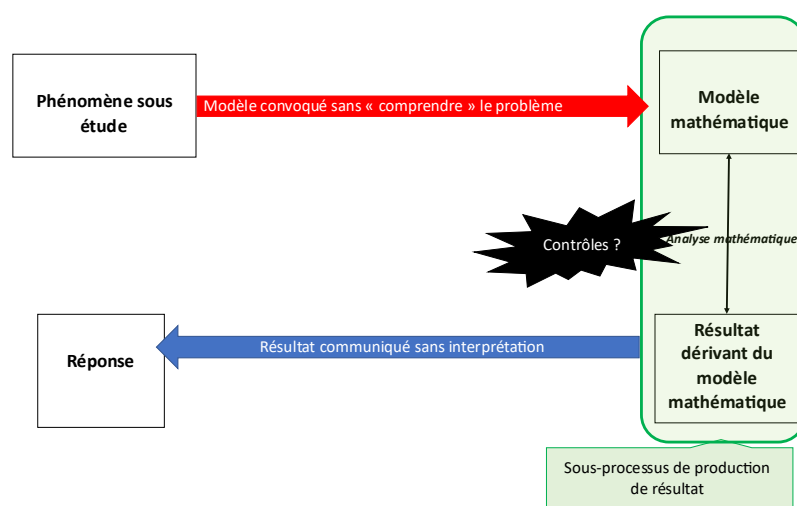 Phénomène sous
étude
Modèle convoqué sans « comprendre » le problème
Modèle
mathématique
Contrôles ?
Analyse mathématique
Réponse
Résultat communiqué sans interprétation
Résultat
dérivant du
modèle
mathématique
Sous-processus de production
de résultat